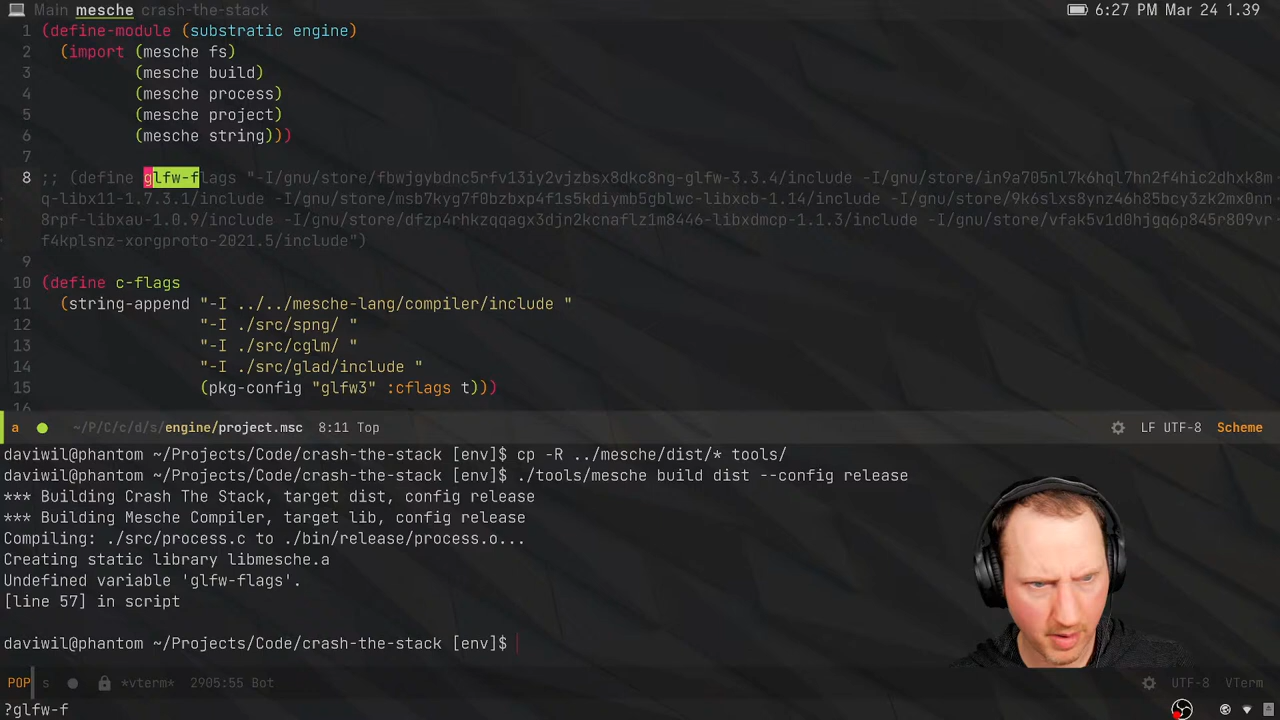 Main mesche crash-the-stack 6:27 PM Mar 24 1.39
1 (define-module (substratic engine)
2 (import (mesche fs)
3 (mesche build)
4 (mesche process)
5 (mesche project)
6 (mesche string)))
7
8 ;; (define glfw-flags "-I/gnu/store/fbwjgybdnc5rfv13iy2vjzbsx8dkc8ng-glfw-3.3.4/include -I/gnu/store/in9a705nl7k6hql7hn2f4hic2dhxk8m
q-libx11-1.7.3.1/include -I/gnu/store/msb7kyg7f0bzbxp4f1s5kdiymb5gblwc-libxcb-1.14/include -I/gnu/store/9k6slxs8ynz46h85bcy3zk2mx0nn
8rpf-libxau-1.0.9/include -I/gnu/store/dfzp4rhkzqqagx3djn2kcnaflz1m8446-libxdmcp-1.1.3/include -I/gnu/store/vfak5v1d0hjgq6p845r809vr
f4kplsnz-xorgproto-2021.5/include")
9
10 (define c-flags
11 (string-append "-I ../../mesche-lang/compiler/include "
12 "-I ./src/spng/ "
13 "-I ./src/cglm/ "
14 "-I ./src/glad/include "
15 (pkg-config "glfw3" :cflags t)))
16
a ~/P/C/c/d/s/engine/project.msc 8:11 Top LF UTF-8 Scheme
daviwil@phantom ~/Projects/Code/crash-the-stack [env]$ cp -R ../mesche/dist/* tools/
daviwil@phantom ~/Projects/Code/crash-the-stack [env]$ ./tools/mesche build dist --config release
*** Building Crash The Stack, target dist, config release
*** Building Mesche Compiler, target lib, config release
Compiling: ./src/process.c to ./bin/release/process.o...
Creating static library libmesche.a
Undefined variable 'glfw-flags'.
[line 57] in script
daviwil@phantom ~/Projects/Code/crash-the-stack [env]$
POP s *vterm* 2905:55 Bot UTF-8 VTerm
?glfw-f